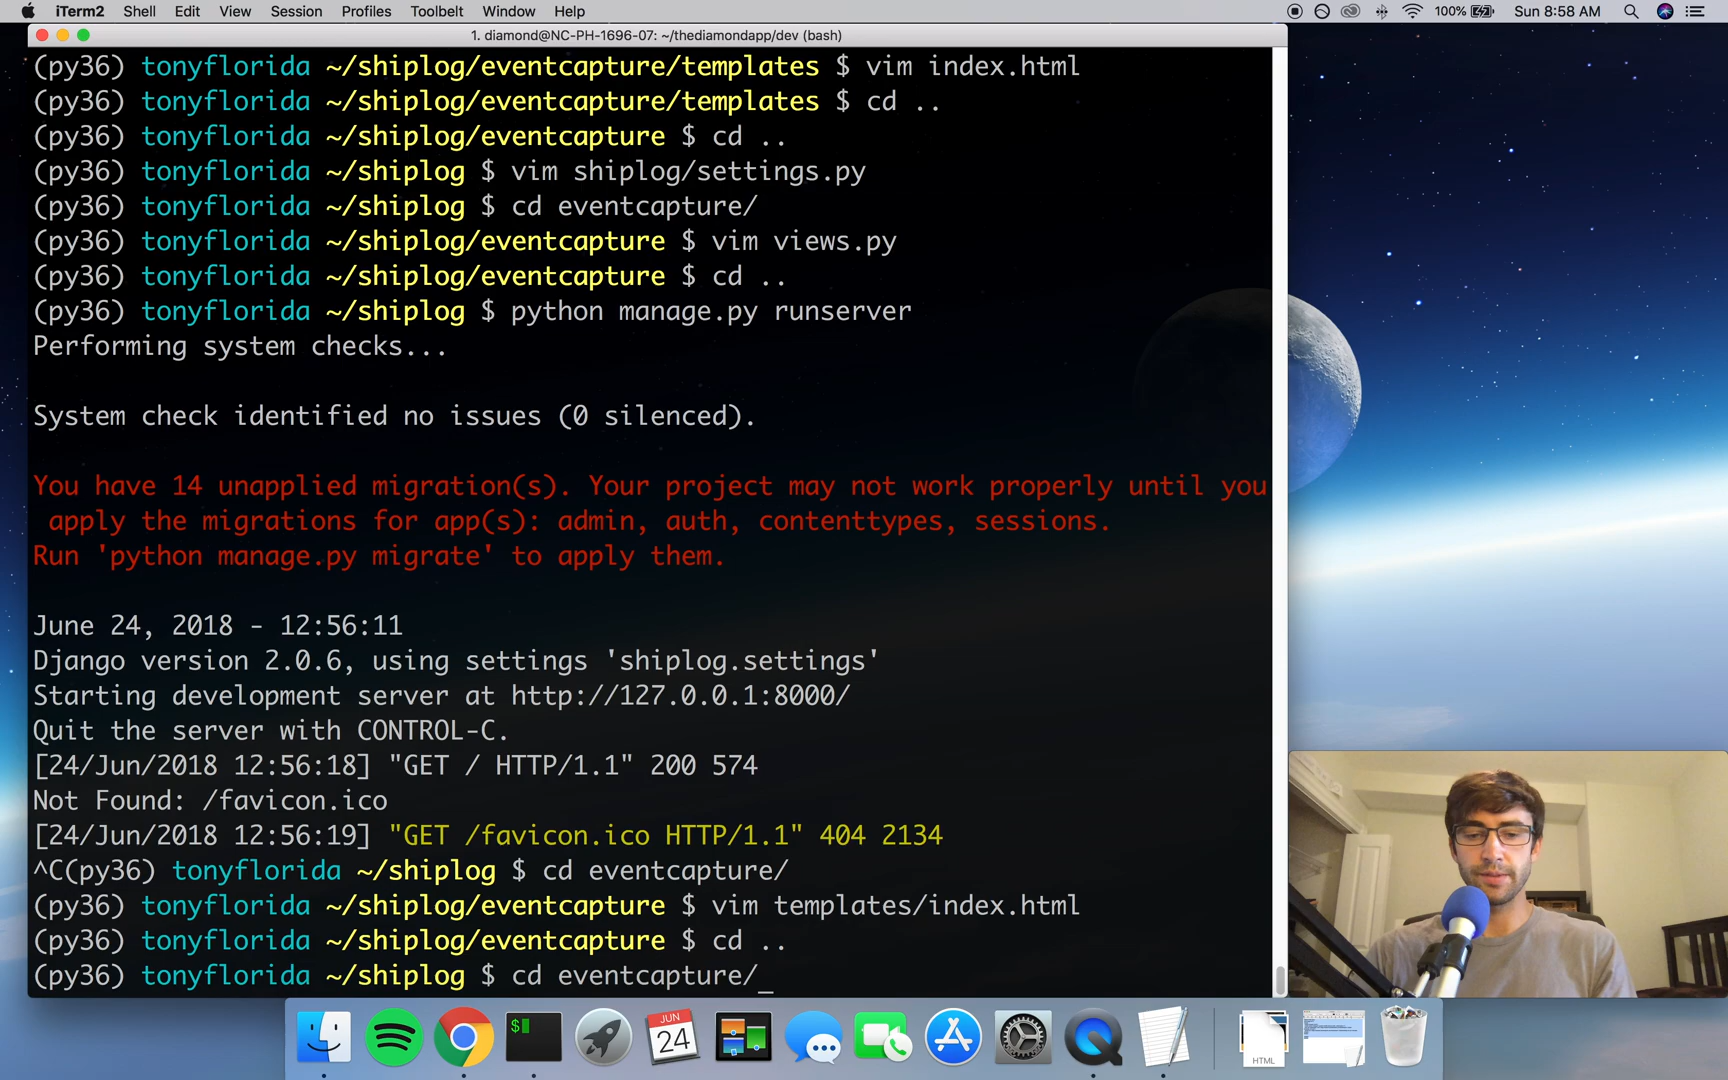 iTerm2 Shell Edit View Session Profiles Toolbelt Window Help 100% Sun 8:58 AM
1. diamond@NC-PH-1696-07: ~/thediamondapp/dev (bash)
(py36) tonyflorida ~/shiplog/eventcapture/templates $ vim index.html
(py36) tonyflorida ~/shiplog/eventcapture/templates $ cd ..
(py36) tonyflorida ~/shiplog/eventcapture $ cd ..
(py36) tonyflorida ~/shiplog $ vim shiplog/settings.py
(py36) tonyflorida ~/shiplog $ cd eventcapture/
(py36) tonyflorida ~/shiplog/eventcapture $ vim views.py
(py36) tonyflorida ~/shiplog/eventcapture $ cd ..
(py36) tonyflorida ~/shiplog $ python manage.py runserver
Performing system checks...
System check identified no issues (0 silenced).
You have 14 unapplied migration(s). Your project may not work properly until you
apply the migrations for app(s): admin, auth, contenttypes, sessions.
Run 'python manage.py migrate' to apply them.
June 24, 2018 - 12:56:11
Django version 2.0.6, using settings 'shiplog.settings'
Starting development server at http://127.0.0.1:8000/
Quit the server with CONTROL-C.
[24/Jun/2018 12:56:18] "GET / HTTP/1.1" 200 574
Not Found: /favicon.ico
[24/Jun/2018 12:56:19] "GET /favicon.ico HTTP/1.1" 404 2134
^C(py36) tonyflorida ~/shiplog $ cd eventcapture/
(py36) tonyflorida ~/shiplog/eventcapture $ vim templates/index.html
(py36) tonyflorida ~/shiplog/eventcapture $ cd ..
(py36) tonyflorida ~/shiplog $ cd eventcapture/_
$
JUN
24
HTML